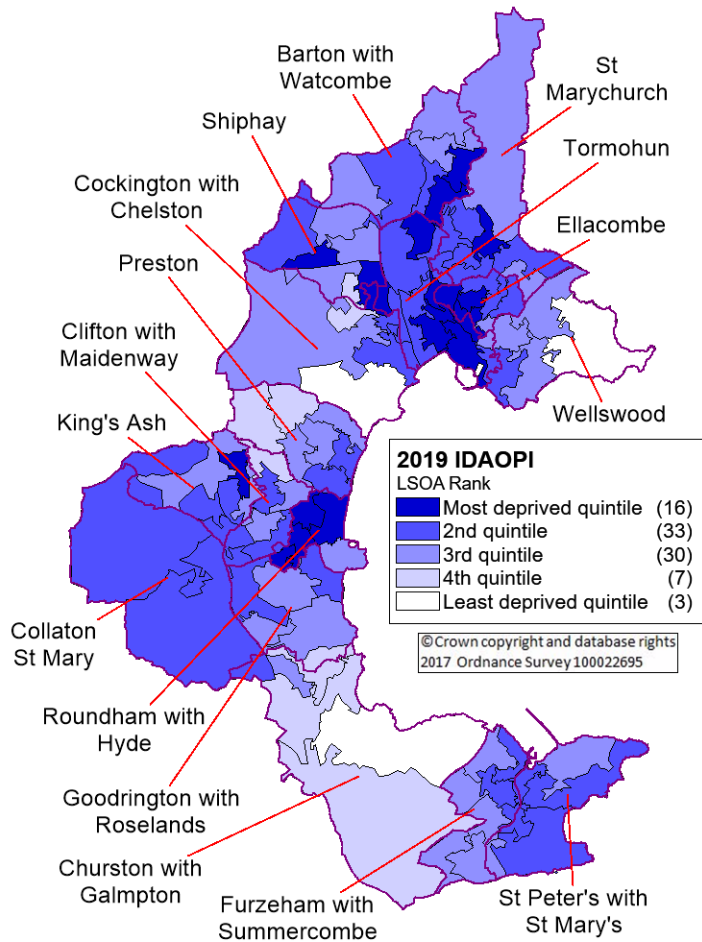 Barton with
Watcombe
St
Marychurch
Shiphay
Tormohun
Cockington with
Chelston
Ellacombe
Preston
Clifton with
Maidenway
King's Ash
Wellswood
2019 IDAOPI
LSOA Rank
Most deprived quintile (16)
2nd quintile (33)
3rd quintile (30)
4th quintile (7)
Least deprived quintile (3)
©Crown copyright and database rights
2017 Ordnance Survey 100022695
Collaton
St Mary
Roundham with
Hyde
Goodrington with
Roselands
Churston with
Galmpton
Furzeham with
Summercombe
St Peter's with
St Mary's